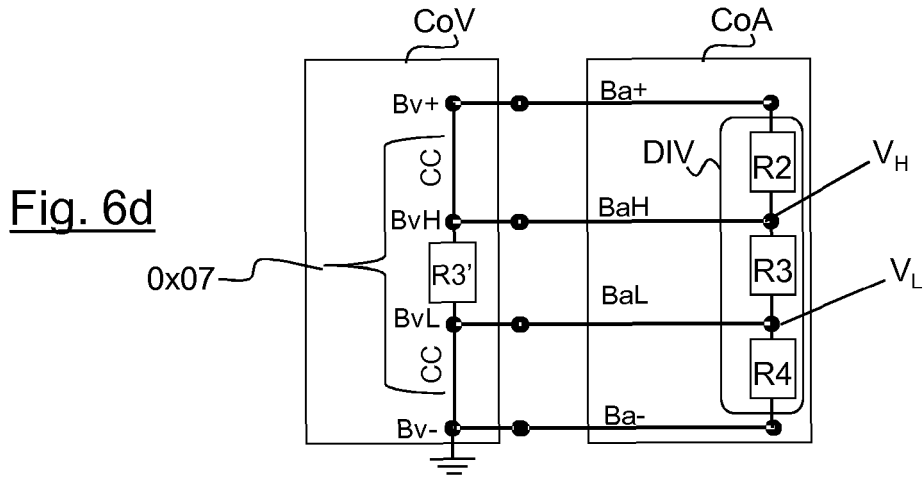 CoV
CoA
Bv+
Ba+
CC
DIV
R2
VH
Fig. 6d
BvH
BaH
0x07
R3'
R3
BaL
VL
BvL
CC
R4
Ba-
Bv-